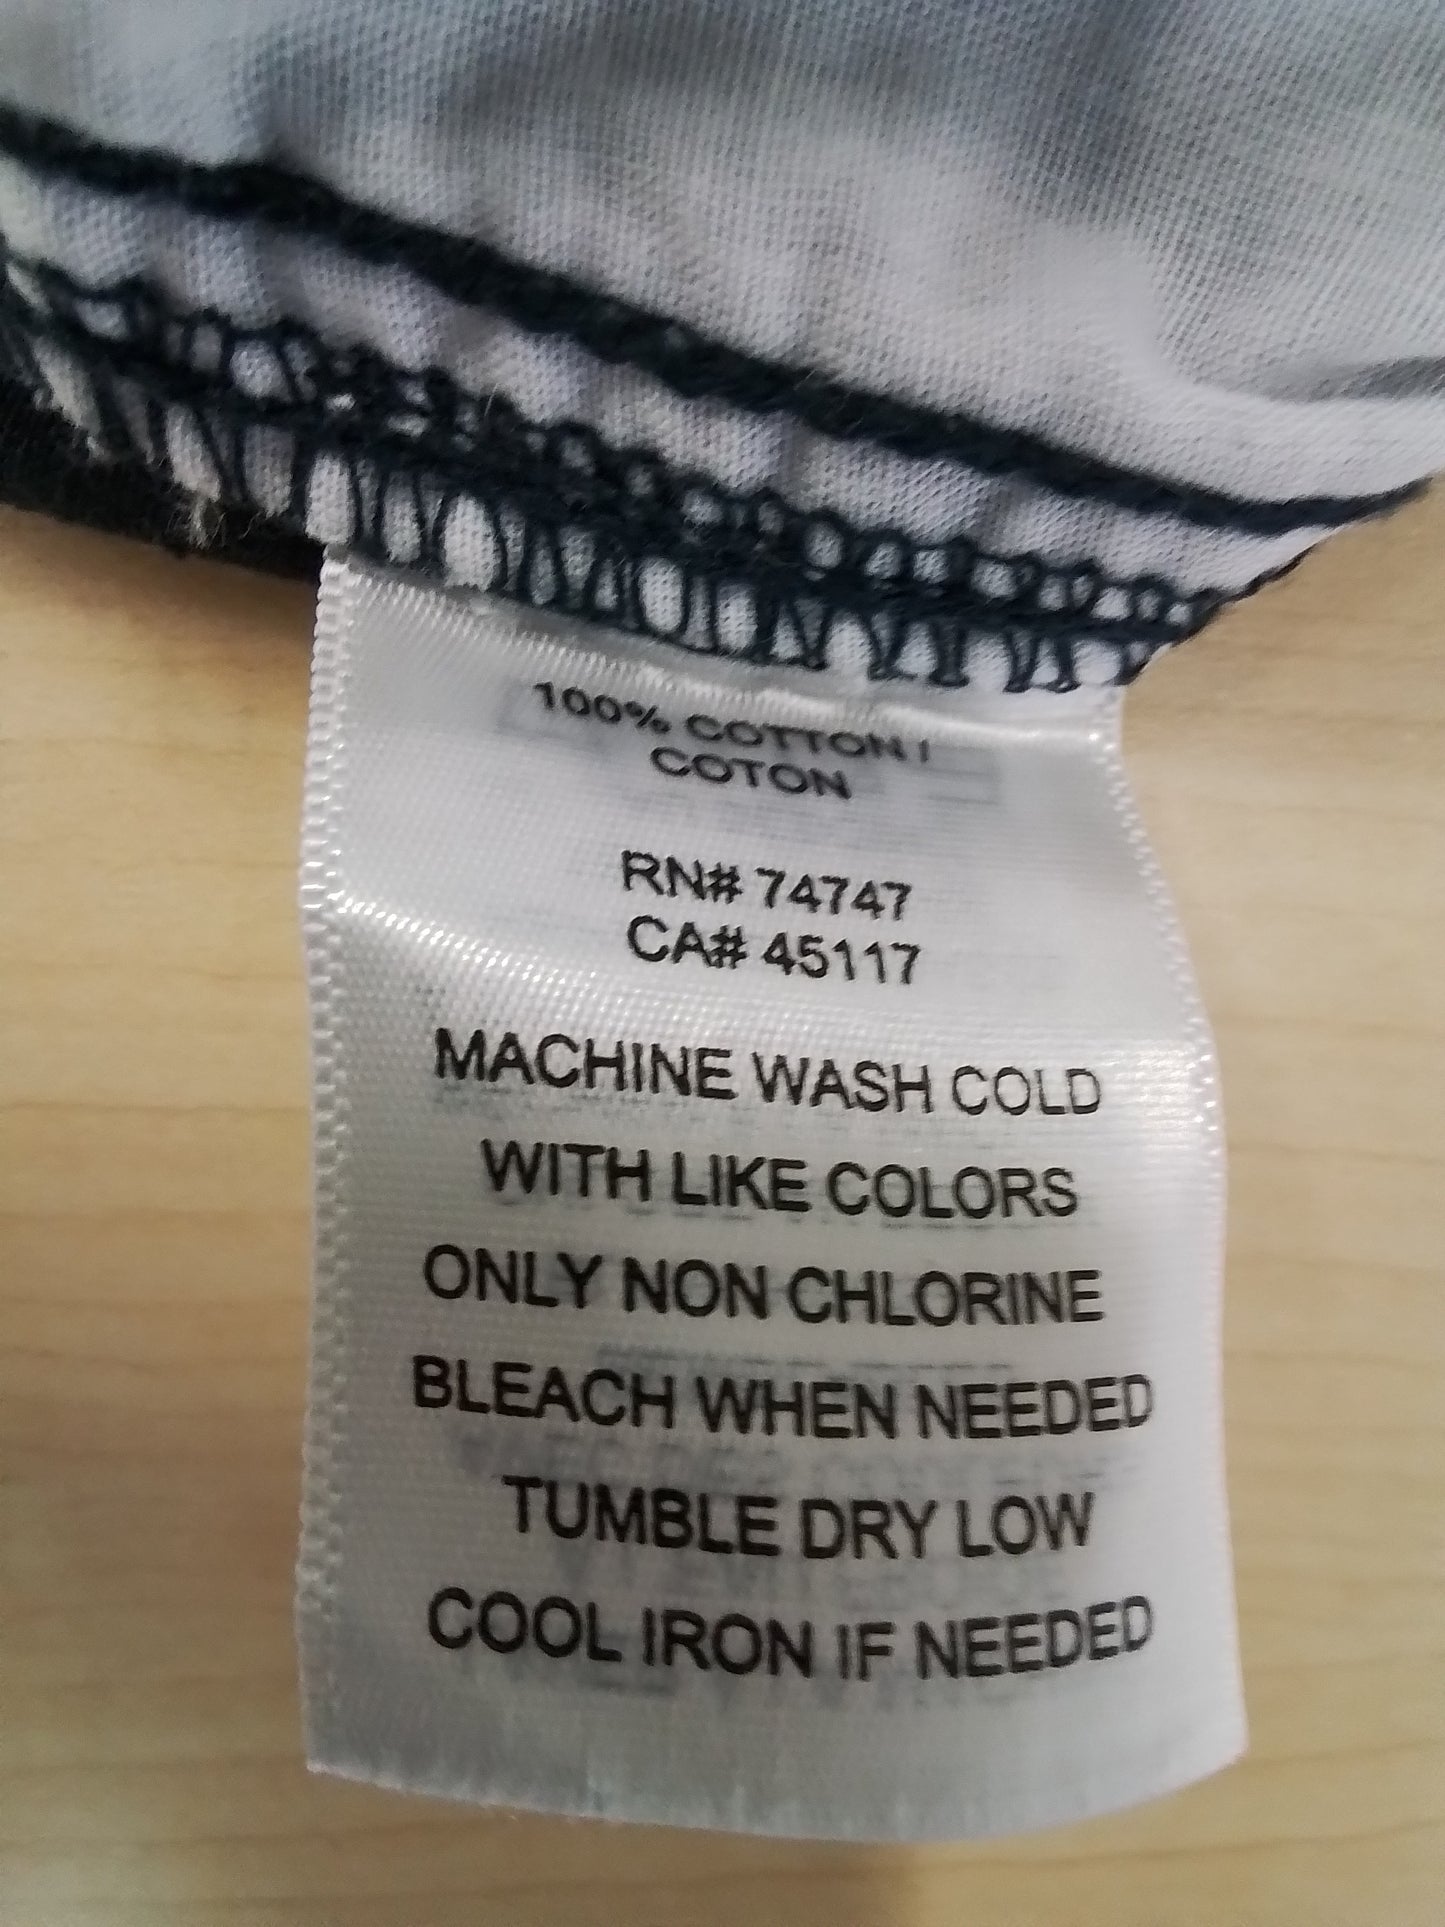 100% COTTON /
COTON
RN# 74747
CA# 45117
MACHINE WASH COLD
WITH LIKE COLORS
ONLY NON CHLORINE
BLEACH WHEN NEEDED
TUMBLE DRY LOW
COOL IRON IF NEEDED